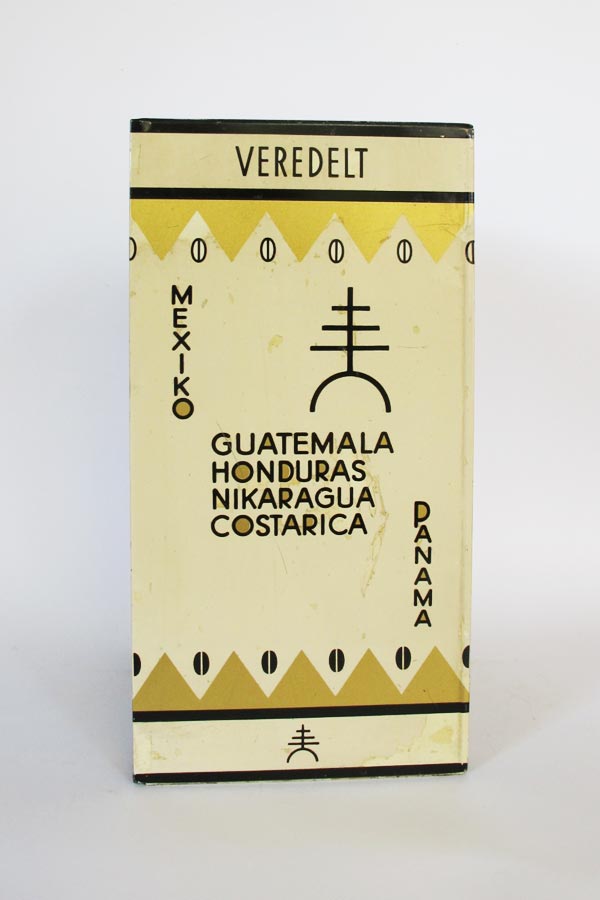 VEREDELT
MEXIKO
GUATEMALA
HONDURAS
NIKARAGUA
COSTARICA
PANAMA